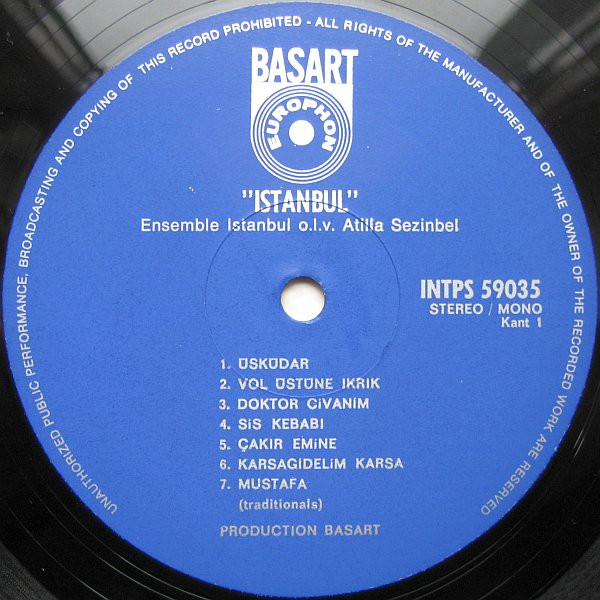 UNAUTHORIZED PUBLIC PERFORMANCE, BROADCASTING AND COPYING OF THIS RECORD PROHIBITED - ALL RIGHTS OF THE MANUFACTURER AND OF THE OWNER OF THE RECORDED WORK ARE RESERVED
BASART
EUROPHON
"ISTANBUL"
Ensemble Istanbul o.l.v. Atilla Sezinbel
INTPS 59035
STEREO / MONO
Kant 1
1. ÜSKÜDAR
2. VOL ÜSTÜNE IKRIK
3. DOKTOR CiVANIM
4. SiS KEBABI
5. ÇAKIR EMiNE
6. KARSAGIDELiM KARSA
7. MUSTAFA
(traditionals)
PRODUCTION BASART